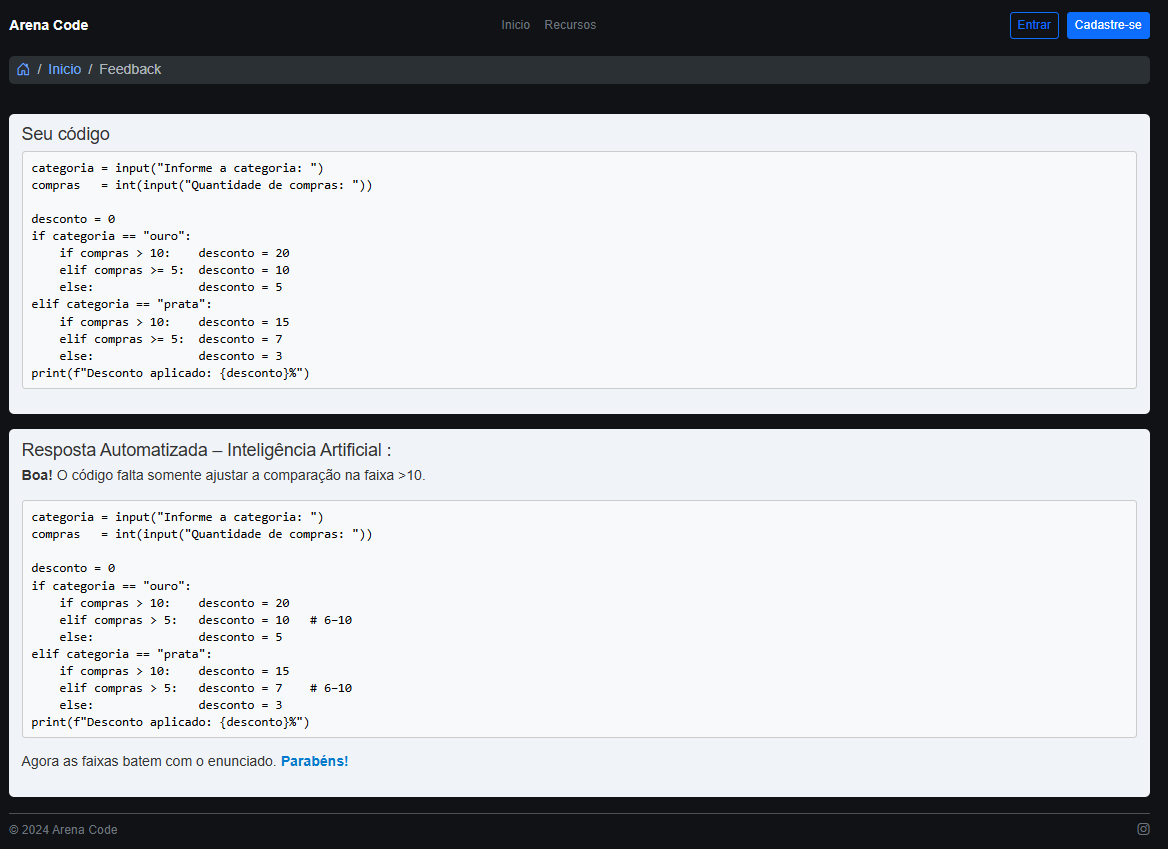 Arena Code
Inicio Recursos
Entrar Cadastre-se
/ Inicio / Feedback
Seu código
categoria = input("Informe a categoria: ")
compras   = int(input("Quantidade de compras: "))
desconto = 0
if categoria == "ouro":
    if compras > 10:    desconto = 20
    elif compras >= 5:  desconto = 10
    else:               desconto = 5
elif categoria == "prata":
    if compras > 10:    desconto = 15
    elif compras >= 5:  desconto = 7
    else:               desconto = 3
print(f"Desconto aplicado: {desconto}%")
Resposta Automatizada – Inteligência Artificial :
Boa! O código falta somente ajustar a comparação na faixa >10.
categoria = input("Informe a categoria: ")
compras   = int(input("Quantidade de compras: "))
desconto = 0
if categoria == "ouro":
    if compras > 10:    desconto = 20
    elif compras > 5:   desconto = 10   # 6–10
    else:               desconto = 5
elif categoria == "prata":
    if compras > 10:    desconto = 15
    elif compras > 5:   desconto = 7    # 6–10
    else:               desconto = 3
print(f"Desconto aplicado: {desconto}%")
Agora as faixas batem com o enunciado. Parabéns!
© 2024 Arena Code